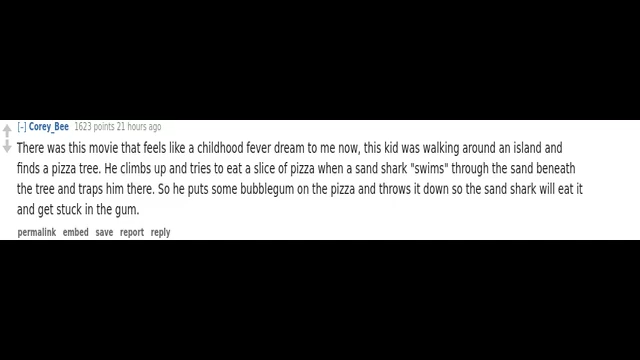 [–] Corey_Bee 1623 points 21 hours ago
There was this movie that feels like a childhood fever dream to me now, this kid was walking around an island and
finds a pizza tree. He climbs up and tries to eat a slice of pizza when a sand shark "swims" through the sand beneath
the tree and traps him there. So he puts some bubblegum on the pizza and throws it down so the sand shark will eat it
and get stuck in the gum.
permalink embed save report reply